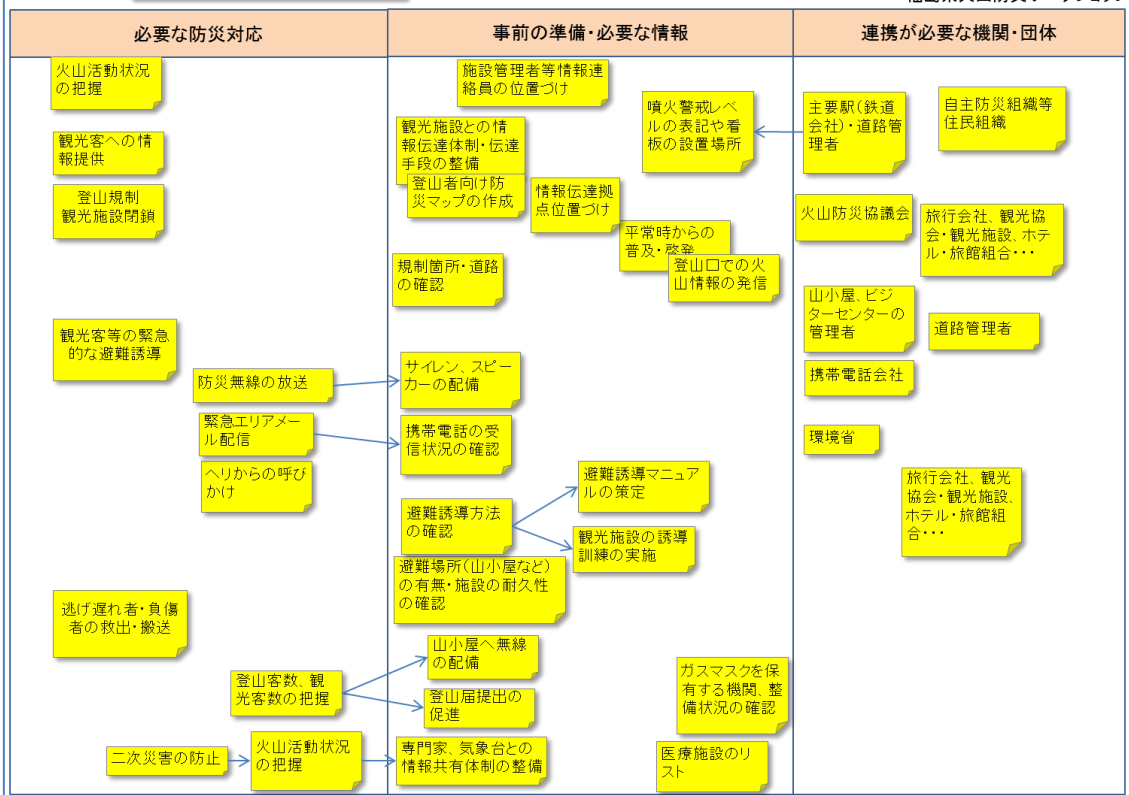 必要な防災対応
事前の準備・必要な情報
連携が必要な機関・団体
火山活動状況
の把握
観光客への情
報提供
登山規制
観光施設閉鎖
観光客等の緊急
的な避難誘導
防災無線の放送
緊急エリアメー
ル配信
ヘリからの呼び
かけ
逃げ遅れ者・負傷
者の救出・搬送
登山客数、観
光客数の把握
二次災害の防止
火山活動状況
の把握
施設管理者等情報連
絡員の位置づけ
観光施設との情
報伝達体制・伝達
手段の整備
登山者向け防
災マップの作成
情報伝達拠
点位置づけ
噴火警戒レベ
ルの表記や看
板の設置場所
平常時からの
普及・啓発
登山口での火
山情報の発信
規制箇所・道路
の確認
サイレン、スピー
カーの配備
携帯電話の受
信状況の確認
避難誘導方法
の確認
避難誘導マニュア
ルの策定
観光施設の誘導
訓練の実施
避難場所(山小屋など)
の有無・施設の耐久性
の確認
山小屋へ無線
の配備
登山届提出の
促進
ガスマスクを保
有する機関、整
備状況の確認
専門家、気象台との
情報共有体制の整備
医療施設のリ
スト
主要駅(鉄道
会社)・道路管
理者
自主防災組織等
住民組織
火山防災協議会
旅行会社、観光協
会・観光施設、ホテ
ル・旅館組合・・・
山小屋、ビジ
ターセンターの
管理者
道路管理者
携帯電話会社
環境省
旅行会社、観光
協会・観光施設、
ホテル・旅館組
合・・・